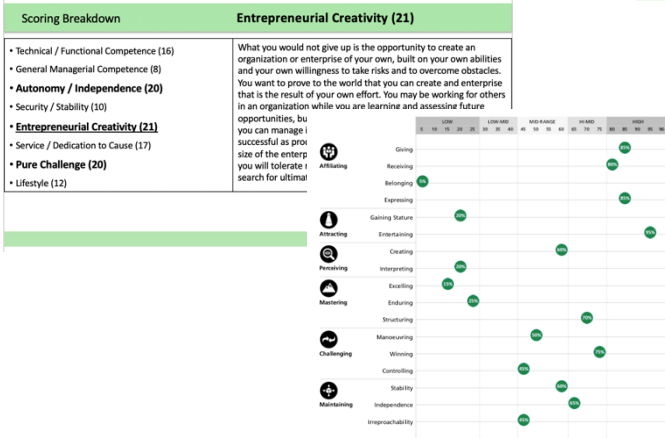 Scoring Breakdown
Entrepreneurial Creativity (21)
• Technical / Functional Competence (16)
• General Managerial Competence (8)
• Autonomy / Independence (20)
• Security / Stability (10)
• Entrepreneurial Creativity (21)
• Service / Dedication to Cause (17)
• Pure Challenge (20)
• Lifestyle (12)
What you would not give up is the opportunity to create an
organization or enterprise of your own, built on your own abilities
and your own willingness to take risks and to overcome obstacles.
You want to prove to the world that you can create and enterprise
that is the result of your own effort. You may be working for others
in an organization while you are learning and assessing future
opportunities, bu
you can manage i
successful as proo
size of the enterp
you will tolerate
search for ultimat
LOW LOW-MID MID-RANGE HI-MID HIGH
5 10 15 20 25 30 35 40 45 50 55 60 65 70 75 80 85 90 95
Giving 85%
Affiliating
Receiving 80%
Belonging 5%
Expressing 85%
Gaining Stature 20%
Attracting
Entertaining 95%
Creating 60%
Perceiving
Interpreting 20%
Excelling 15%
Mastering
Enduring 25%
Structuring 70%
Manoeuvring 50%
Challenging
Winning 75%
Controlling 45%
Stability 60%
Maintaining
Independence 65%
Irreproachability 45%